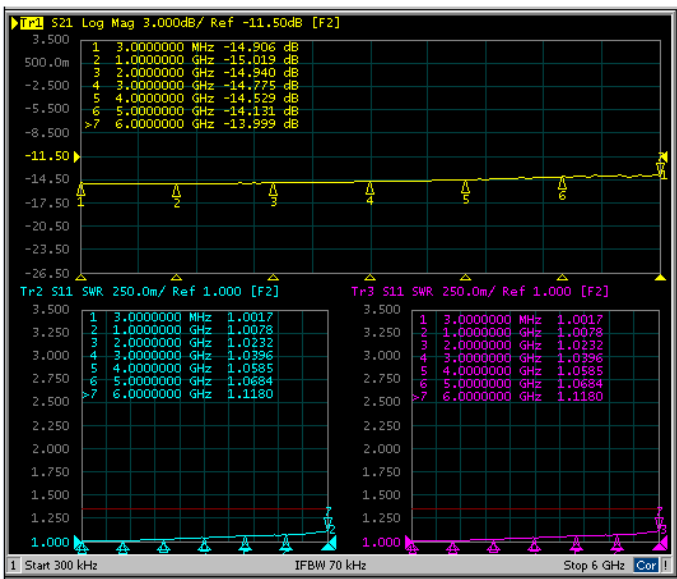 Tr1 S21 Log Mag 3.000dB/ Ref -11.50dB [F2]
3.500
500.0m
-2.500
-5.500
-8.500
-11.50
-14.50
-17.50
-20.50
-23.50
-26.50
1 3.0000000 MHz -14.906 dB
2 1.0000000 GHz -15.019 dB
3 2.0000000 GHz -14.940 dB
4 3.0000000 GHz -14.775 dB
5 4.0000000 GHz -14.529 dB
6 5.0000000 GHz -14.131 dB
>7 6.0000000 GHz -13.999 dB
1 2 3 4 5 6 7 1
Tr2 S11 SWR 250.0m/ Ref 1.000 [F2]
3.500
3.250
3.000
2.750
2.500
2.250
2.000
1.750
1.500
1.250
1.000
1 3.0000000 MHz 1.0017
2 1.0000000 GHz 1.0078
3 2.0000000 GHz 1.0232
4 3.0000000 GHz 1.0396
5 4.0000000 GHz 1.0585
6 5.0000000 GHz 1.0684
>7 6.0000000 GHz 1.1180
7
2
Tr3 S11 SWR 250.0m/ Ref 1.000 [F2]
3.500
3.250
3.000
2.750
2.500
2.250
2.000
1.750
1.500
1.250
1.000
1 3.0000000 MHz 1.0017
2 1.0000000 GHz 1.0078
3 2.0000000 GHz 1.0232
4 3.0000000 GHz 1.0396
5 4.0000000 GHz 1.0585
6 5.0000000 GHz 1.0684
>7 6.0000000 GHz 1.1180
7
3
1 Start 300 kHz IFBW 70 kHz Stop 6 GHz Cor !